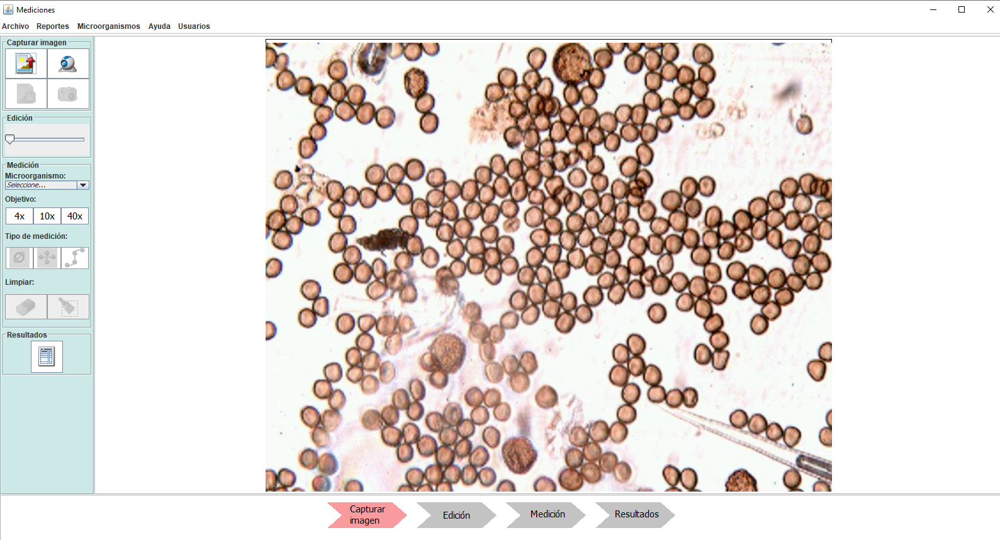 Mediciones
Archivo Reportes Microorganismos Ayuda Usuarios
Capturar imagen
Edición
Medición
Microorganismo:
Seleccione...
Objetivo:
4x 10x 40x
Tipo de medición:
Limpiar:
Resultados
Capturar
imagen
Edición
Medición
Resultados